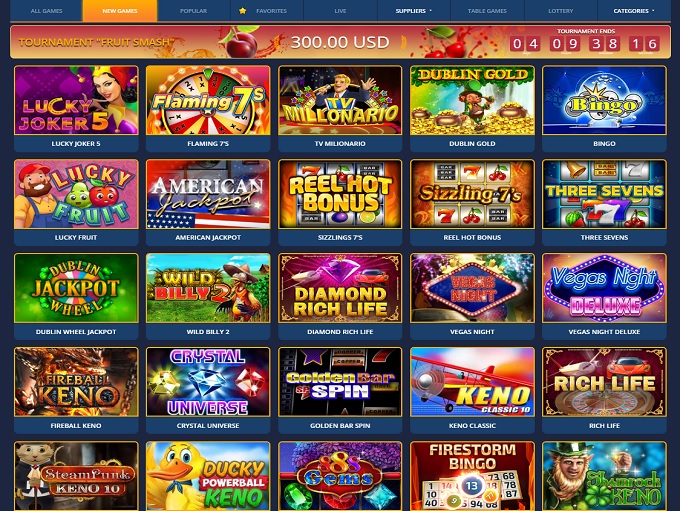 ALL GAMES
NEW GAMES
POPULAR
FAVORITES
LIVE
SUPPLIERS
TABLE GAMES
LOTTERY
CATEGORIES
TOURNAMENT "FRUIT SMASH"
300.00 USD
TOURNAMENT ENDS
04 09 38 16
LUCKY JOKER 5
Flaming 7's
TV MILLONARIO
DUBLIN GOLD
Bingo
LUCKY JOKER 5
FLAMING 7'S
TV MILIONARIO
DUBLIN GOLD
BINGO
LUCKY FRUIT
AMERICAN Jackpot
REEL HOT BONUS
Sizzling 7's
THREE SEVENS
LUCKY FRUIT
AMERICAN JACKPOT
SIZZLINGS 7'S
REEL HOT BONUS
THREE SEVENS
DUBLIN JACKPOT WHEEL
WILD BILLY 2
DIAMOND RICH LIFE
VEGAS NIGHT
Vegas Night DELUXE
DUBLIN WHEEL JACKPOT
WILD BILLY 2
DIAMOND RICH LIFE
VEGAS NIGHT
VEGAS NIGHT DELUXE
FIREBALL KENO
CRYSTAL UNIVERSE
Golden Bar & SPIN
KENO CLASSIC 10
RICH LIFE
FIREBALL KENO
CRYSTAL UNIVERSE
GOLDEN BAR SPIN
KENO CLASSIC
RICH LIFE
SteamPunk KENO 10
DUCKY POWERBALL KENO
888 Gems
FIRESTORM BINGO
Shamrock KENO